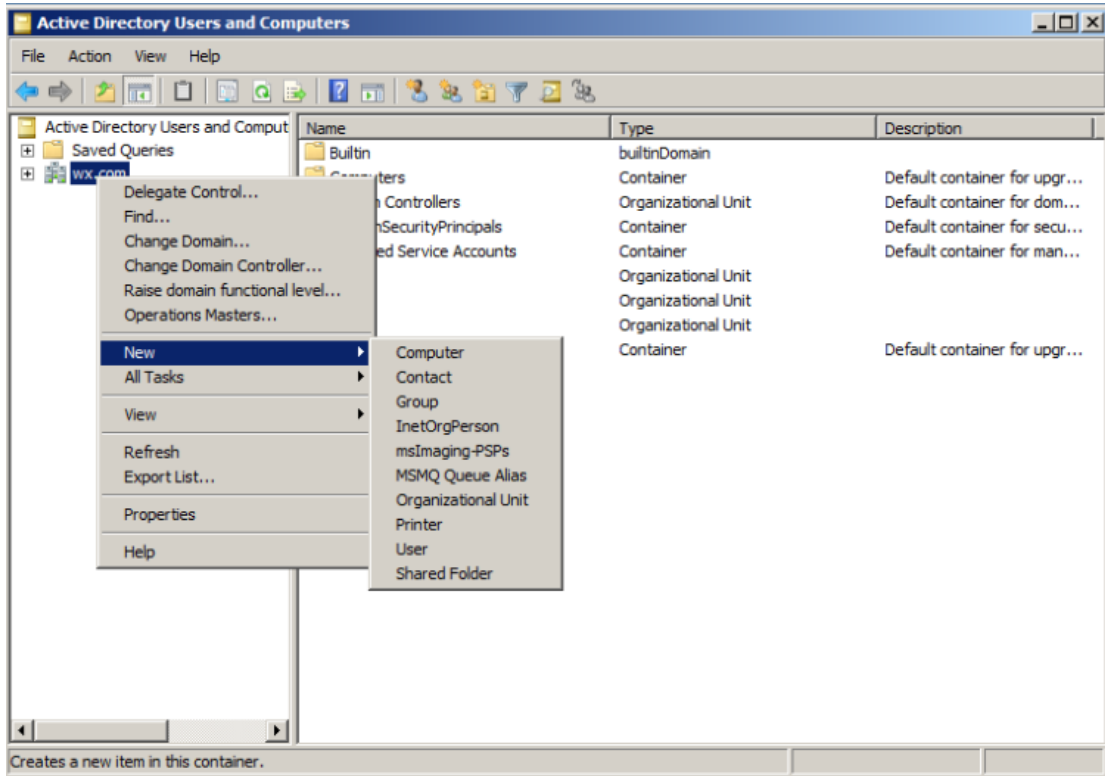 Active Directory Users and Computers
File Action View Help
Active Directory Users and Comput
Saved Queries
wx.com
Name Type Description
Builtin builtinDomain
Container Default container for upgr...
Controllers Organizational Unit Default container for dom...
nSecurityPrincipals Container Default container for secu...
ed Service Accounts Container Default container for man...
Organizational Unit
Organizational Unit
Organizational Unit
Container Default container for upgr...
Delegate Control...
Find...
Change Domain...
Change Domain Controller...
Raise domain functional level...
Operations Masters...
New
All Tasks
View
Refresh
Export List...
Properties
Help
Computer
Contact
Group
InetOrgPerson
msImaging-PSPs
MSMQ Queue Alias
Organizational Unit
Printer
User
Shared Folder
Creates a new item in this container.